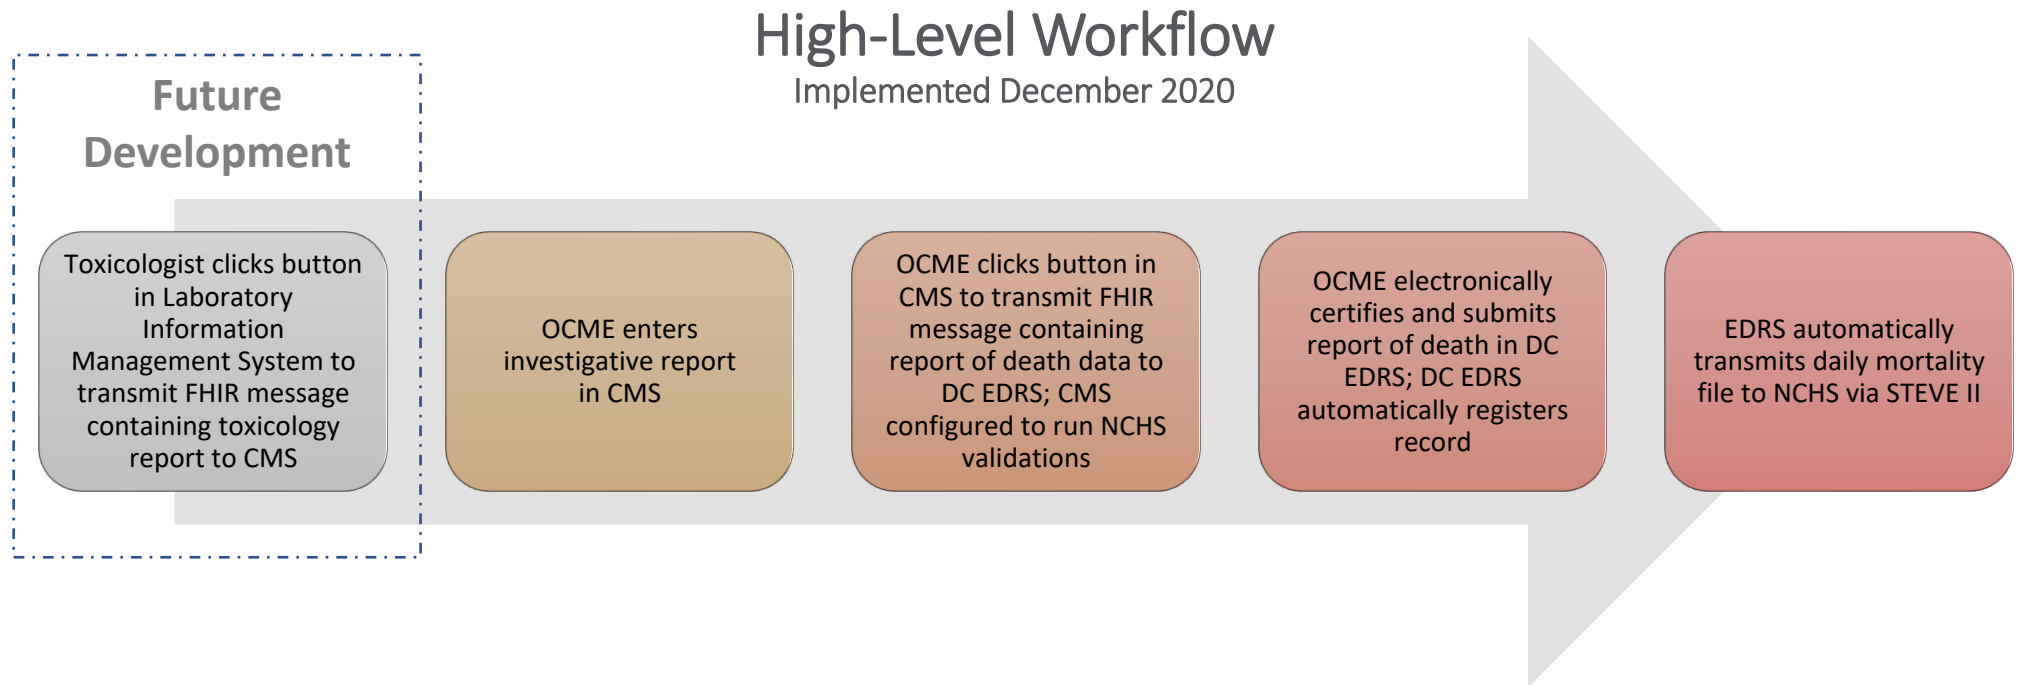 High-Level Workflow
Implemented December 2020
Future
Development
Toxicologist clicks button
in Laboratory
Information
Management System to
transmit FHIR message
containing toxicology
report to CMS
OCME enters
investigative report
in CMS
OCME clicks button in
CMS to transmit FHIR
message containing
report of death data to
DC EDRS; CMS
configured to run NCHS
validations
OCME electronically
certifies and submits
report of death in DC
EDRS; DC EDRS
automatically registers
record
EDRS automatically
transmits daily mortality
file to NCHS via STEVE II